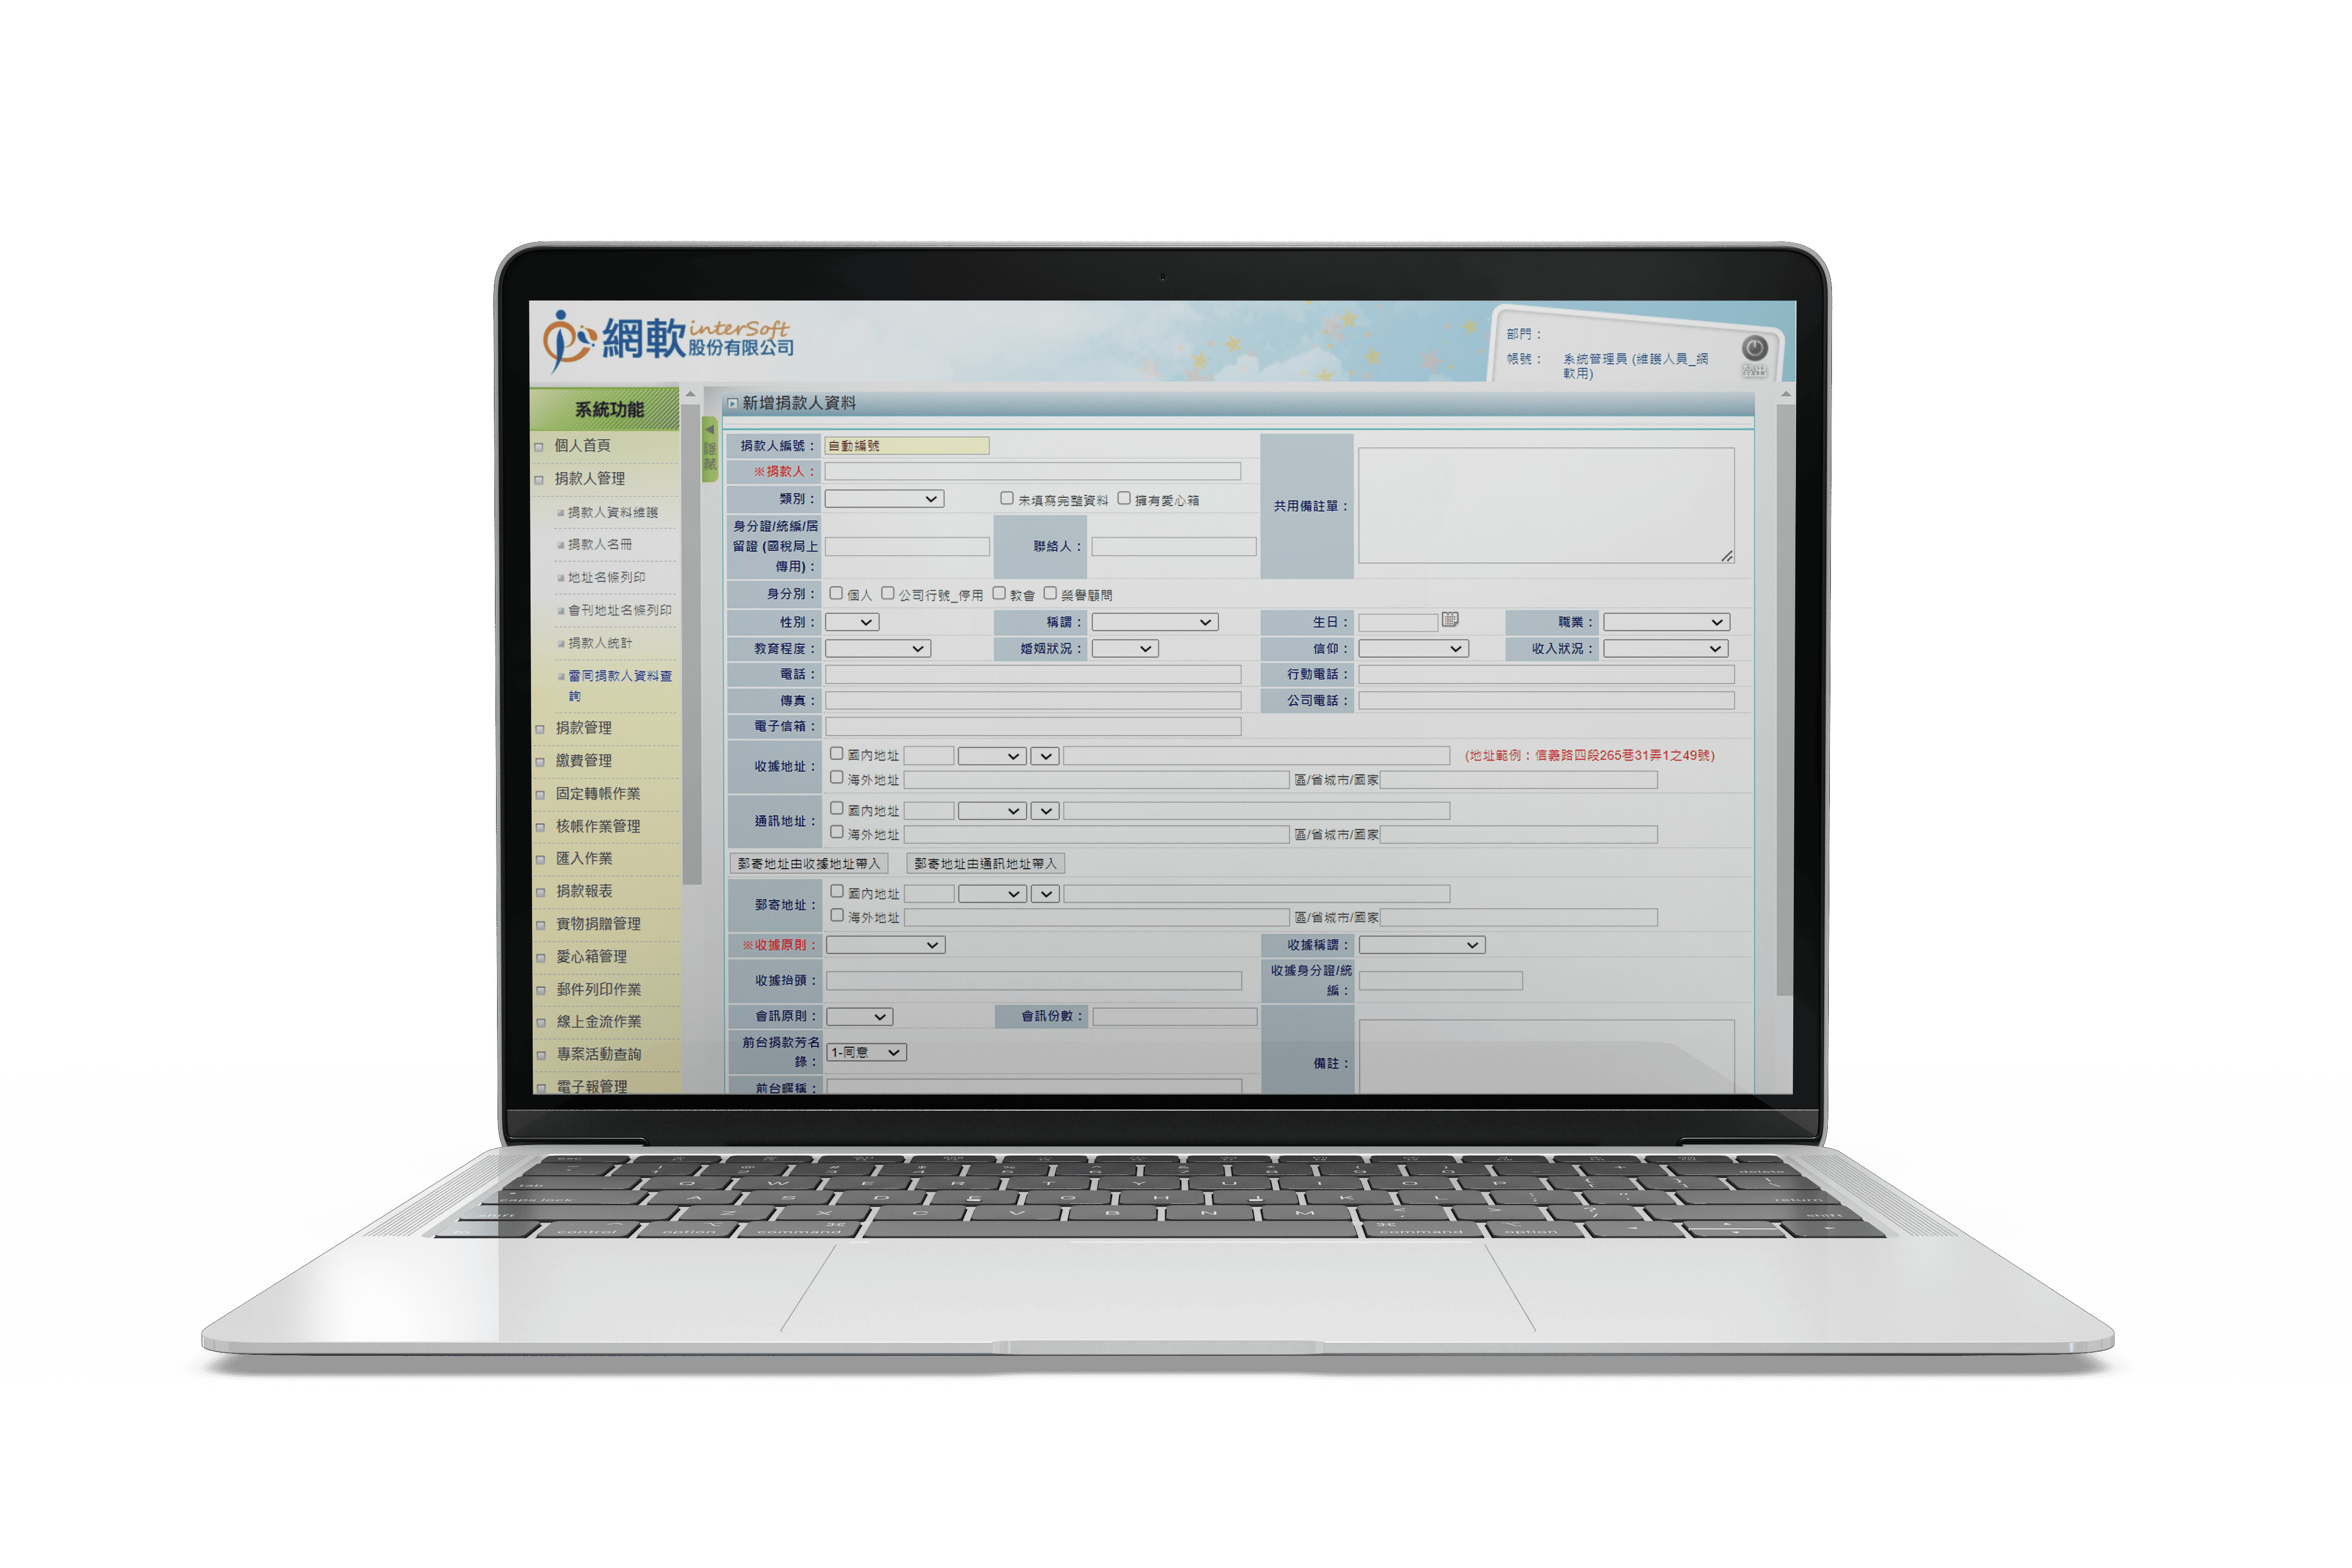 網軟 interSoft
股份有限公司
部門：
帳號： 系統管理員 (維護人員_網
軟用)
登出
系統功能
個人首頁
捐款人管理
捐款人資料維護
捐款人名冊
地址名條列印
會刊地址名條列印
捐款人統計
雷同捐款人資料查
詢
捐款管理
繳費管理
固定轉帳作業
核帳作業管理
匯入作業
捐款報表
實物捐贈管理
愛心箱管理
郵件列印作業
線上金流作業
專案活動查詢
電子報管理
隱藏
新增捐款人資料
捐款人編號： 自動編號
※捐款人：
類別： 未填寫完整資料 擁有愛心箱
共用備註單：
身分證/統編/居
留證 (國稅局上
傳用)：
聯絡人：
身分別： 個人 公司行號_停用 教會 榮譽顧問
性別： 稱謂： 生日： 職業：
教育程度： 婚姻狀況： 信仰： 收入狀況：
電話： 行動電話：
傳真： 公司電話：
電子信箱：
收據地址： 國內地址 (地址範例：信義路四段265巷31弄1之49號)
海外地址 區/省城市/國家
通訊地址： 國內地址
海外地址 區/省城市/國家
郵寄地址由收據地址帶入 郵寄地址由通訊地址帶入
郵寄地址： 國內地址
海外地址 區/省城市/國家
※收據原則： 收據稱謂：
收據抬頭： 收據身分證/統
編：
會訊原則： 會訊份數：
前台捐款芳名
錄： 1-同意
備註：
前台暱稱：
tab Q W E R T Y U I O P
caps lock A S D F G H J K L return
shift Z X C V B N M shift
fn control option command command option
delete